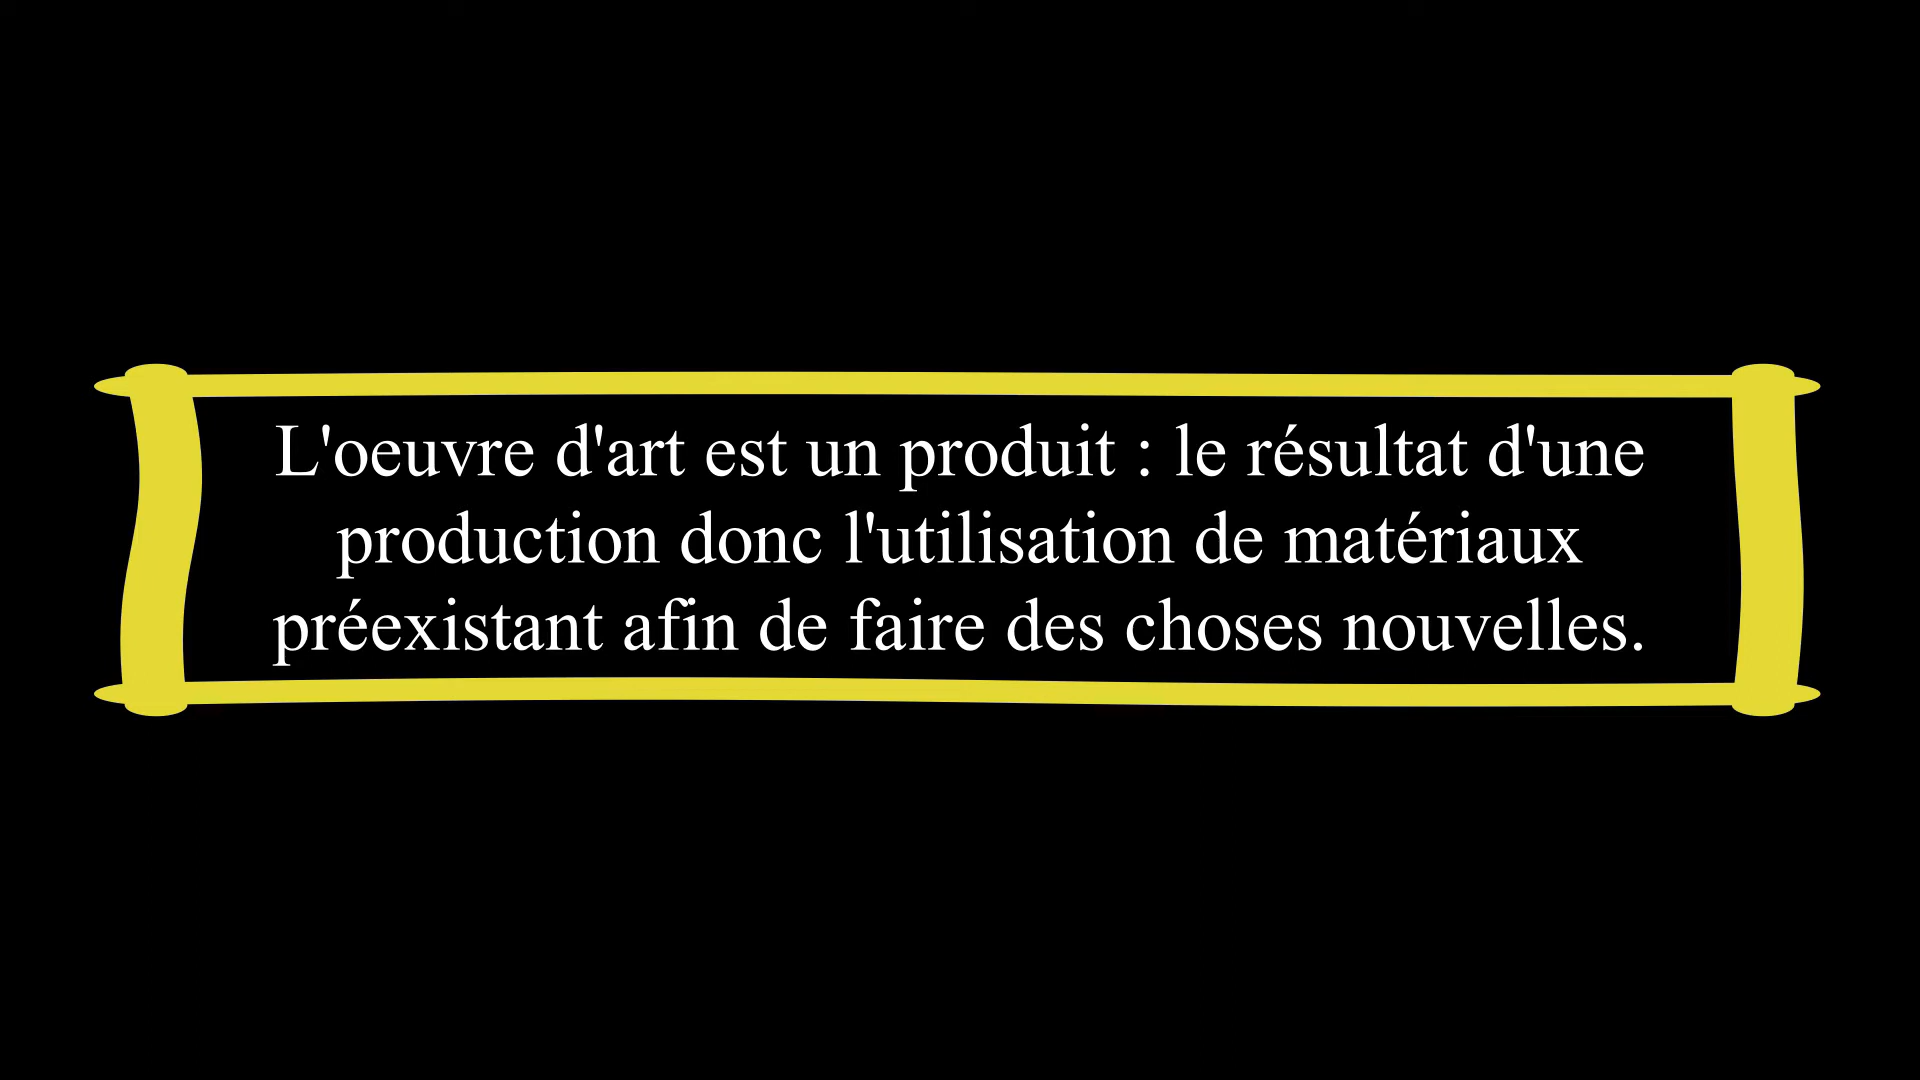 L'oeuvre d'art est un produit : le résultat d'une
production donc l'utilisation de matériaux
préexistant afin de faire des choses nouvelles.